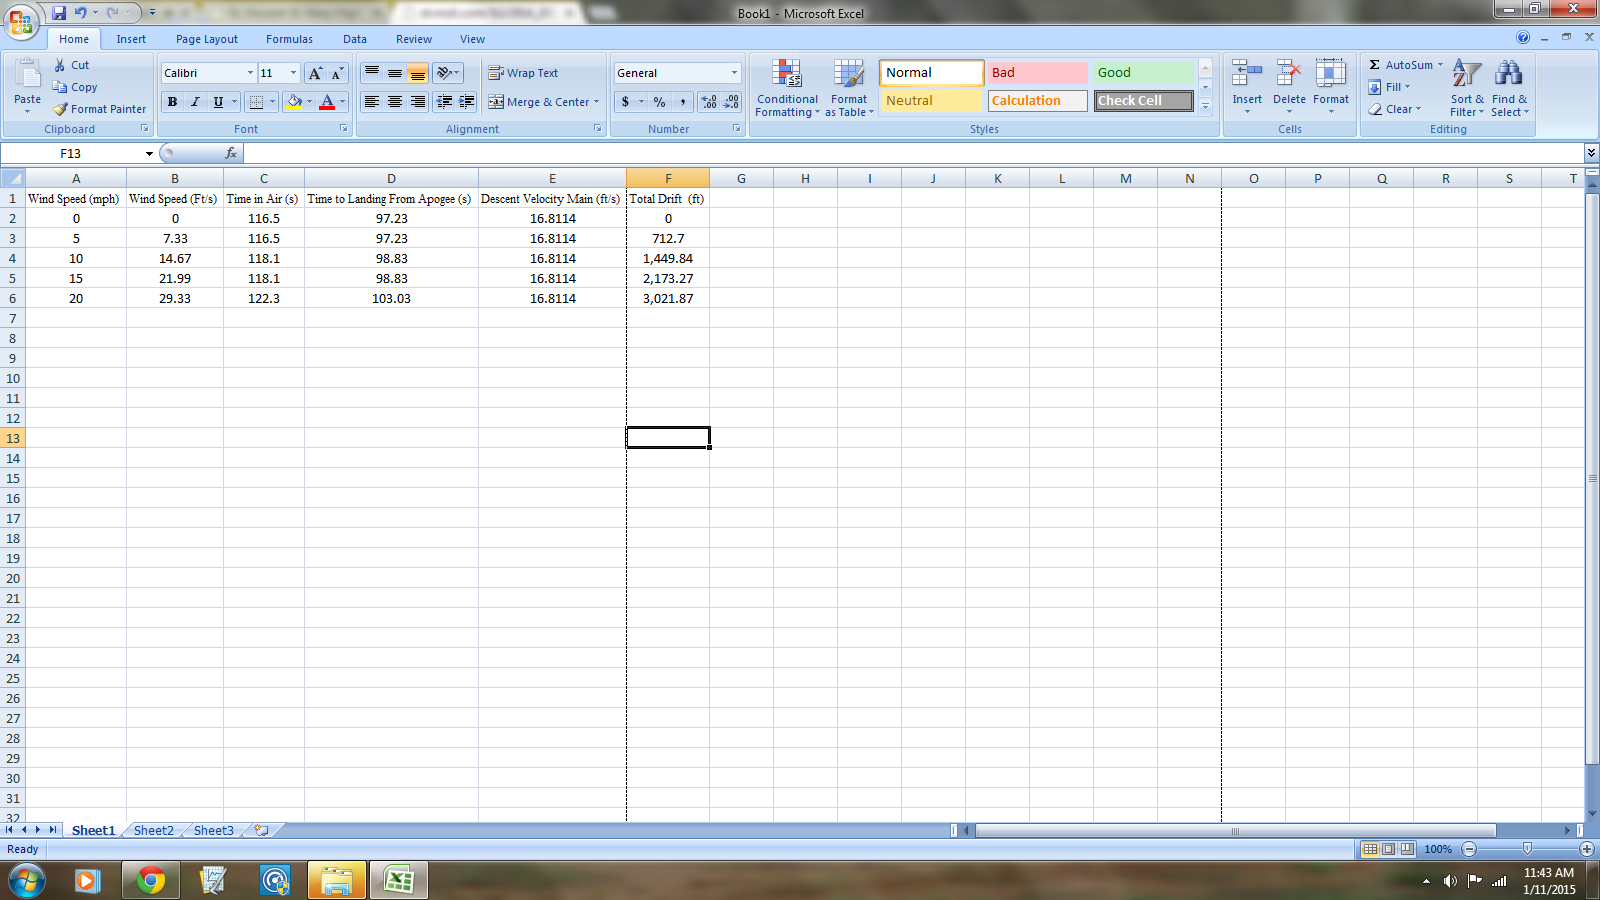 Book1 - Microsoft Excel
Home Insert Page Layout Formulas Data Review View
Paste Cut Copy Format Painter Clipboard
Calibri 11 B I U A A A Font
Wrap Text Merge & Center Alignment
General $ % , .00 .0 Number
Conditional Formatting Format as Table
Normal Bad Good
Neutral Calculation Check Cell
Styles
Insert Delete Format Cells
Σ AutoSum Fill Clear Sort & Filter Find & Select Editing
F13 fx
A B C D E F G H I J K L M N O P Q R S T
1 Wind Speed (mph) Wind Speed (Ft/s) Time in Air (s) Time to Landing From Apogee (s) Descent Velocity Main (ft/s) Total Drift (ft)
2 0 0 116.5 97.23 16.8114 0
3 5 7.33 116.5 97.23 16.8114 712.7
4 10 14.67 118.1 98.83 16.8114 1,449.84
5 15 21.99 118.1 98.83 16.8114 2,173.27
6 20 29.33 122.3 103.03 16.8114 3,021.87
7
8
9
10
11
12
13
14
15
16
17
18
19
20
21
22
23
24
25
26
27
28
29
30
31
32
Sheet1 Sheet2 Sheet3
Ready 100%
11:43 AM
1/11/2015